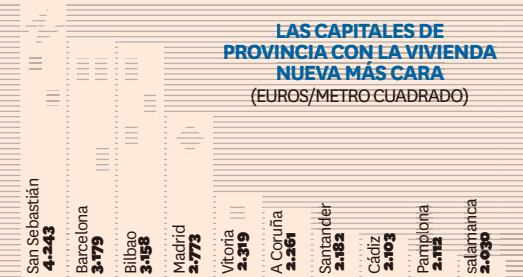 LAS CAPITALES DE
PROVINCIA CON LA VIVIENDA
NUEVA MÁS CARA
(EUROS/METRO CUADRADO)
San Sebastián
4.243
Barcelona
3.179
Bilbao
3.158
Madrid
2.773
Vitoria
2.319
A Coruña
2.261
Santander
2.182
Cádiz
2.103
Pamplona
2.112
salamanca
2.030